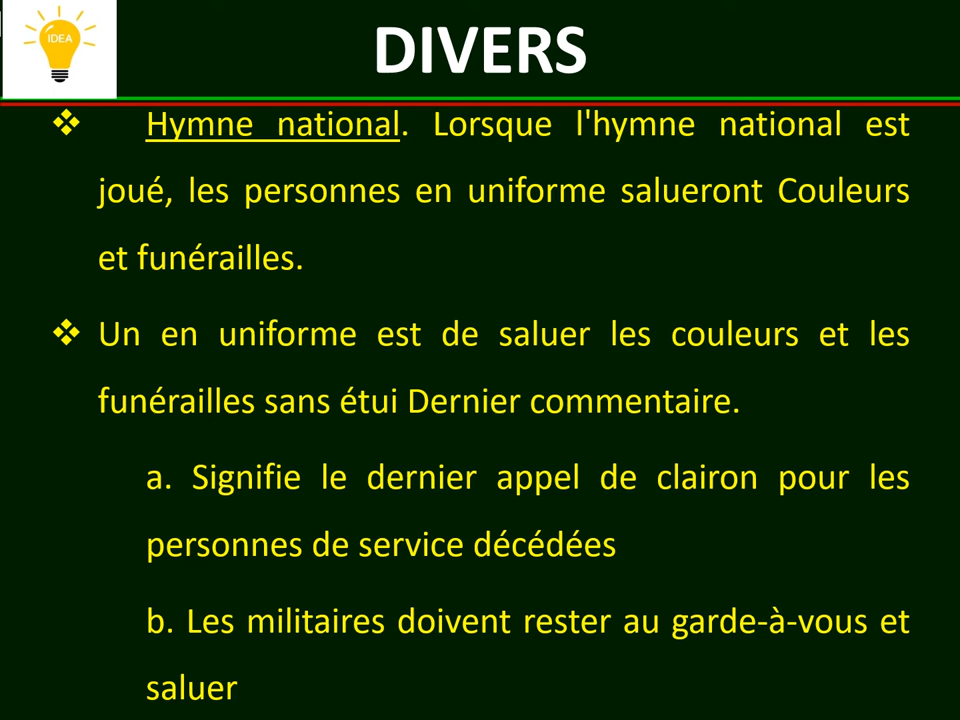 IDEA
DIVERS
❖ Hymne national. Lorsque l'hymne national est
joué, les personnes en uniforme salueront Couleurs
et funérailles.
❖ Un en uniforme est de saluer les couleurs et les
funérailles sans étui Dernier commentaire.
a. Signifie le dernier appel de clairon pour les
personnes de service décédées
b. Les militaires doivent rester au garde-à-vous et
saluer